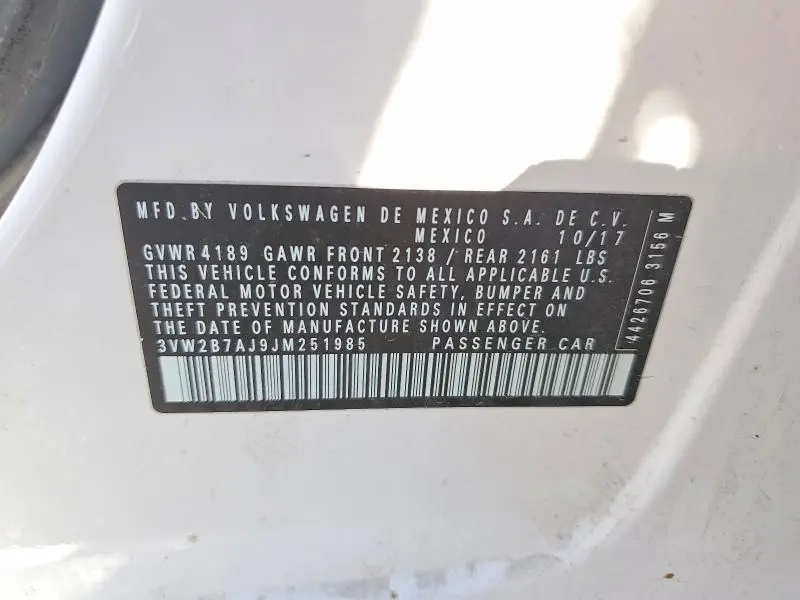 MFD.BY VOLKSWAGEN DE MEXICO S.A. DE C.V.
MEXICO 10/17
GVWR 4189 GAWR FRONT 2138 / REAR 2161 LBS
THIS VEHICLE CONFORMS TO ALL APPLICABLE U.S.
FEDERAL MOTOR VEHICLE SAFETY, BUMPER AND
THEFT PREVENTION STANDARDS IN EFFECT ON
THE DATE OF MANUFACTURE SHOWN ABOVE.
3VW2B7AJ9JM251985 PASSENGER CAR
4426706 3156 M